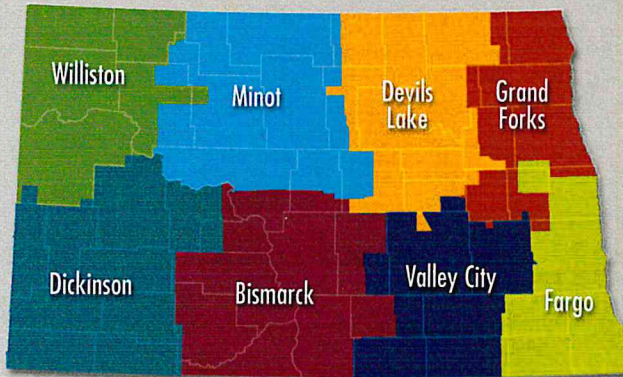 Williston
Minot
Devils
Lake
Grand
Forks
Dickinson
Bismarck
Valley City
Fargo